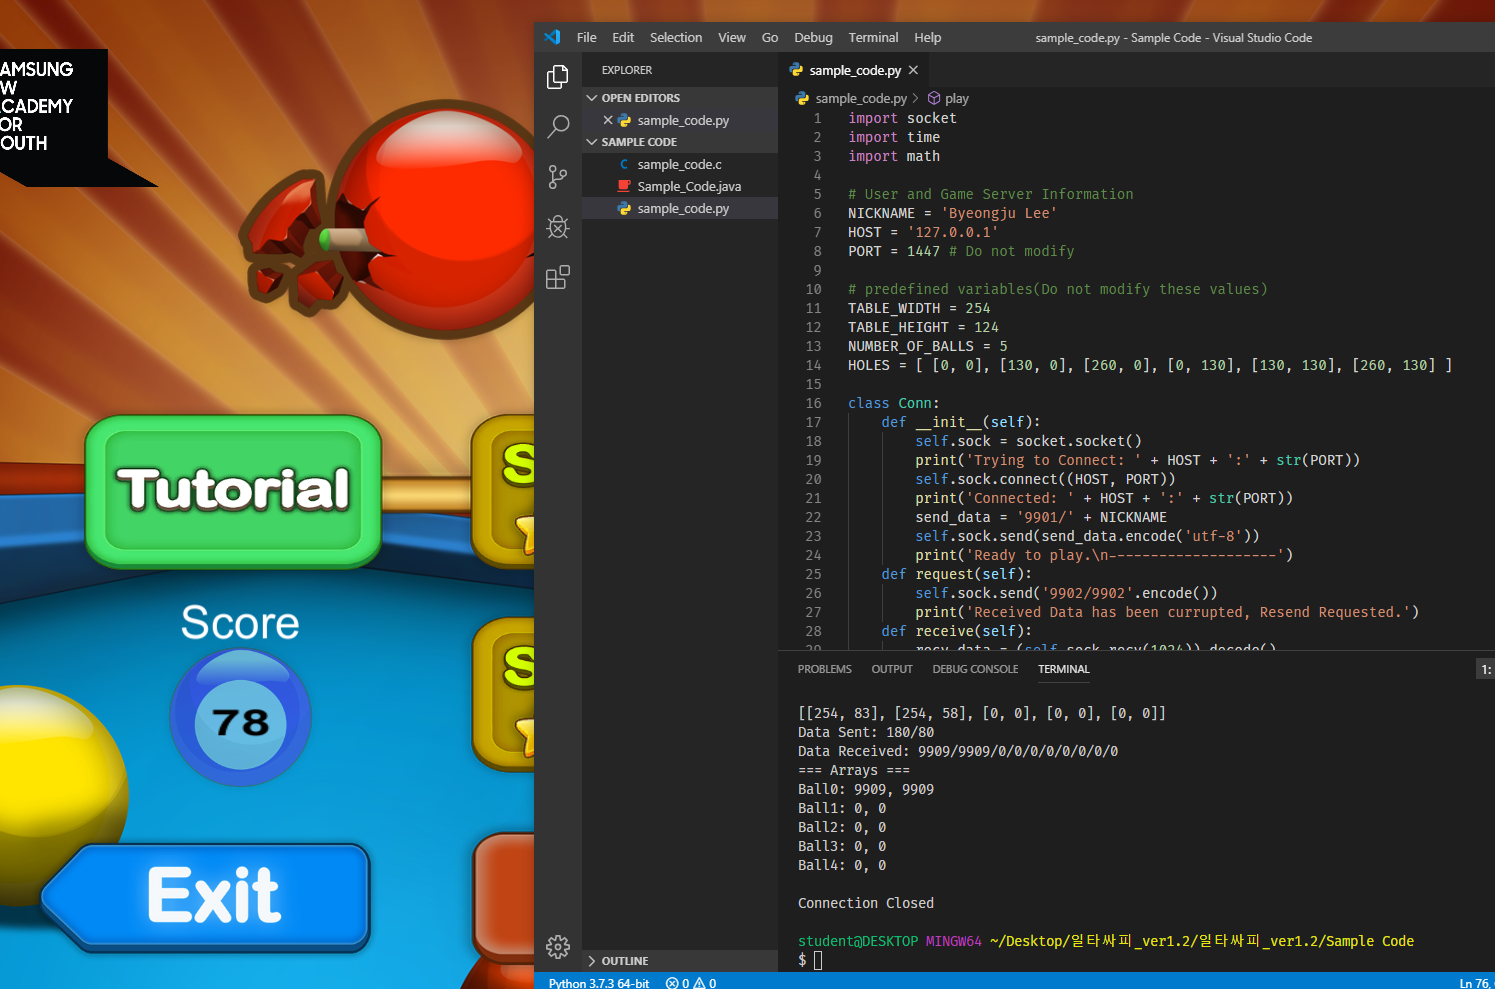 AMSUNG
W
CADEMY
OR
OUTH
Tutorial
Score
78
Exit
File Edit Selection View Go Debug Terminal Help
sample_code.py - Sample Code - Visual Studio Code
EXPLORER
OPEN EDITORS
sample_code.py
SAMPLE CODE
sample_code.c
Sample_Code.java
sample_code.py
OUTLINE
sample_code.py
sample_code.py > play
1 import socket
2 import time
3 import math
4
5 # User and Game Server Information
6 NICKNAME = 'Byeongju Lee'
7 HOST = '127.0.0.1'
8 PORT = 1447 # Do not modify
9
10 # predefined variables(Do not modify these values)
11 TABLE_WIDTH = 254
12 TABLE_HEIGHT = 124
13 NUMBER_OF_BALLS = 5
14 HOLES = [ [0, 0], [130, 0], [260, 0], [0, 130], [130, 130], [260, 130] ]
15
16 class Conn:
17 def __init__(self):
18 self.sock = socket.socket()
19 print('Trying to Connect: ' + HOST + ':' + str(PORT))
20 self.sock.connect((HOST, PORT))
21 print('Connected: ' + HOST + ':' + str(PORT))
22 send_data = '9901/' + NICKNAME
23 self.sock.send(send_data.encode('utf-8'))
24 print('Ready to play.\n--------------------')
25 def request(self):
26 self.sock.send('9902/9902'.encode())
27 print('Received Data has been currupted, Resend Requested.')
28 def receive(self):
29 recv_data = (self.sock.recv(1024)).decode()
PROBLEMS OUTPUT DEBUG CONSOLE TERMINAL 1:
[[254, 83], [254, 58], [0, 0], [0, 0], [0, 0]]
Data Sent: 180/80
Data Received: 9909/9909/0/0/0/0/0/0/0/0
=== Arrays ===
Ball0: 9909, 9909
Ball1: 0, 0
Ball2: 0, 0
Ball3: 0, 0
Ball4: 0, 0
Connection Closed
student@DESKTOP MINGW64 ~/Desktop/일타싸피_ver1.2/일타싸피_ver1.2/Sample Code
$
Python 3.7.3 64-bit 0 0 Ln 76,